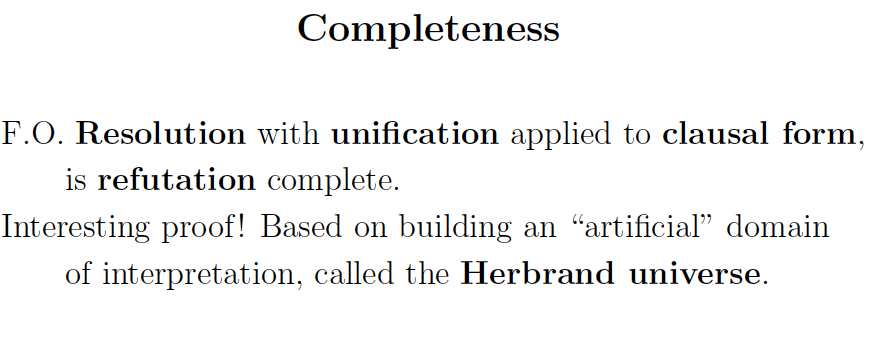 Completeness
F.O. Resolution with unification applied to clausal form,
is refutation complete.
Interesting proof! Based on building an “artificial” domain
of interpretation, called the Herbrand universe.